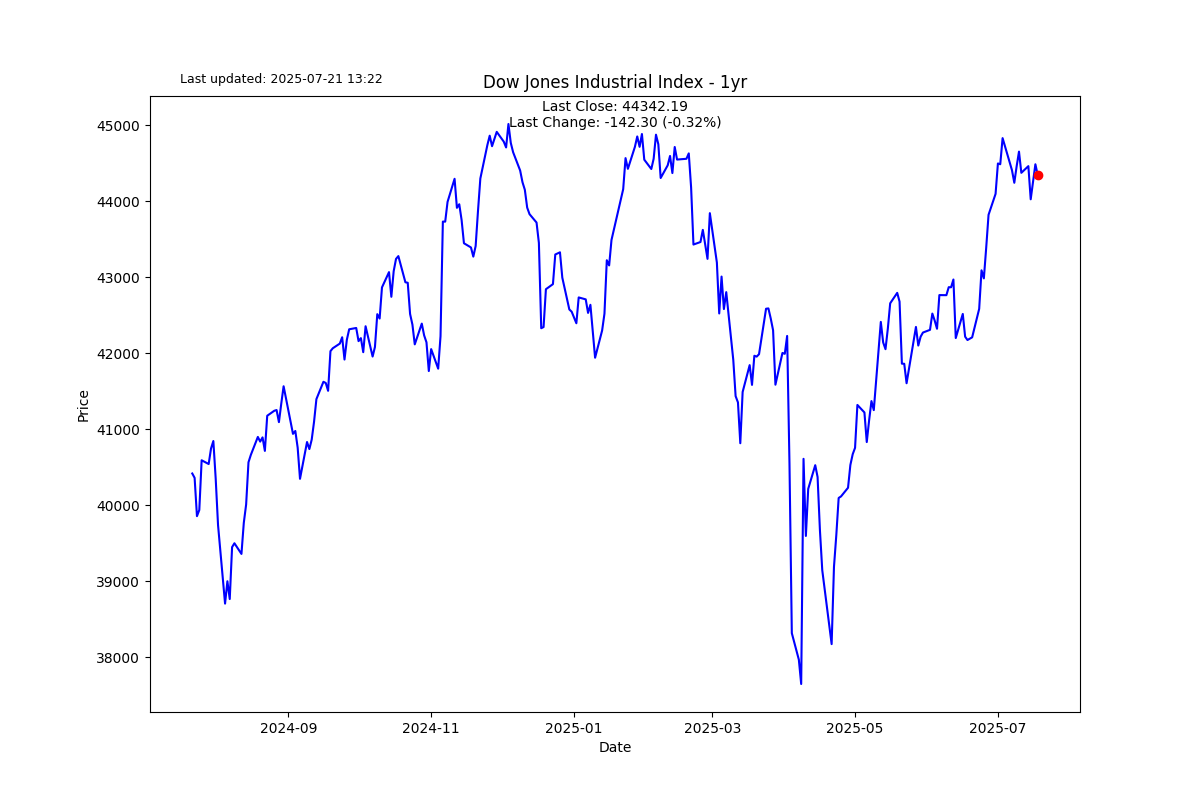 Last updated: 2025-07-21 13:22
Dow Jones Industrial Index - 1yr
Last Close: 44342.19
Last Change: -142.30 (-0.32%)
45000
44000
43000
42000
41000
40000
39000
38000
Price
2024-09
2024-11
2025-01
2025-03
2025-05
2025-07
Date